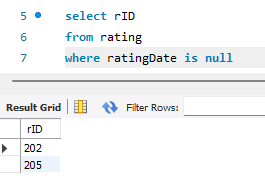 5 select rID
6 from rating
7 where ratingDate is null
Result Grid Filter Rows:
rID
202
205